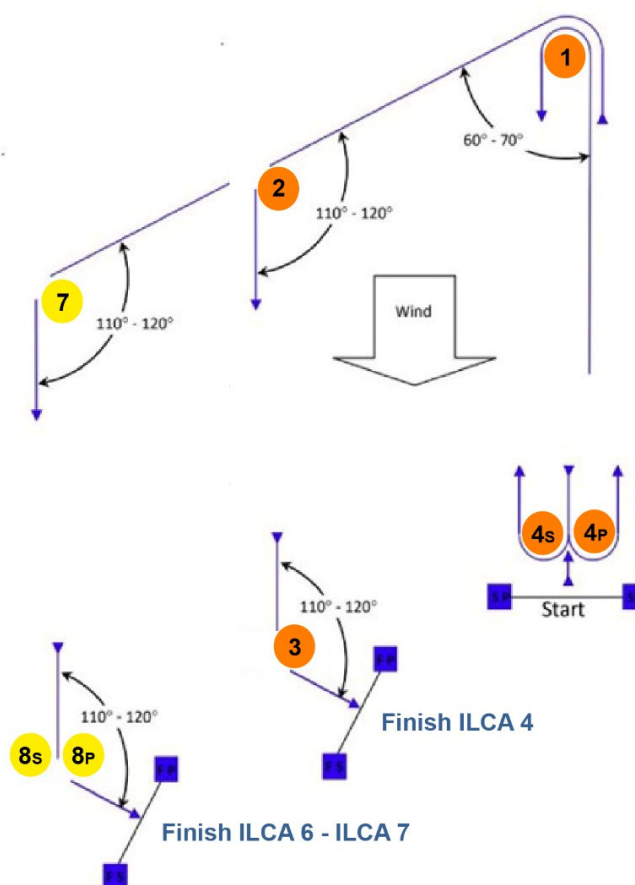 1
60° - 70°
2
110° - 120°
7
110° - 120°
Wind
4S 4P
S P S
Start
110° - 120°
3
F P
Finish ILCA 4
F S
110° - 120°
8S 8P
F P
Finish ILCA 6 - ILCA 7
F S